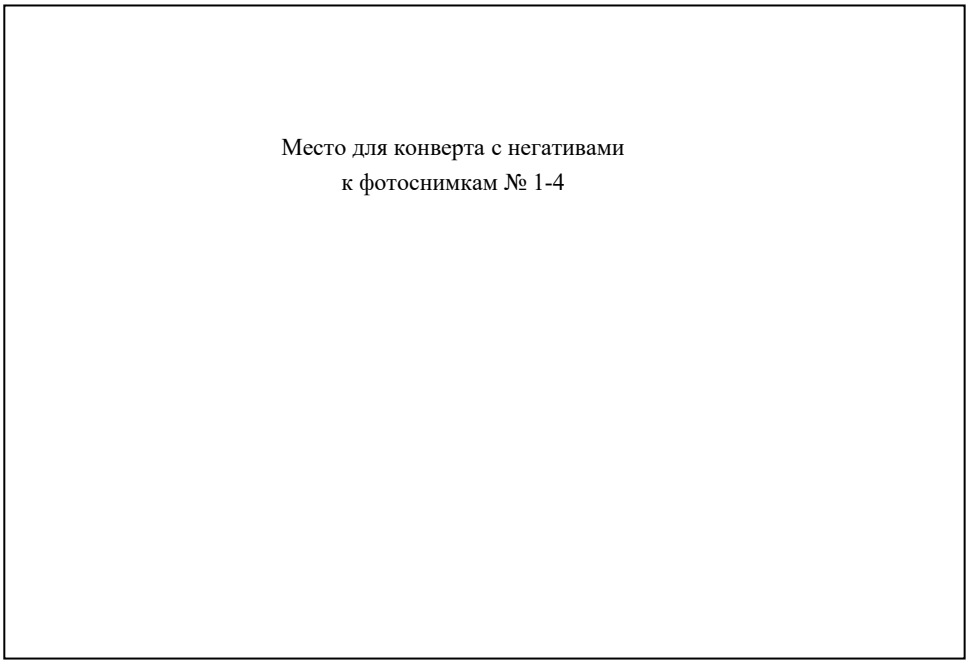 Место для конверта с негативами
к фотоснимкам № 1-4